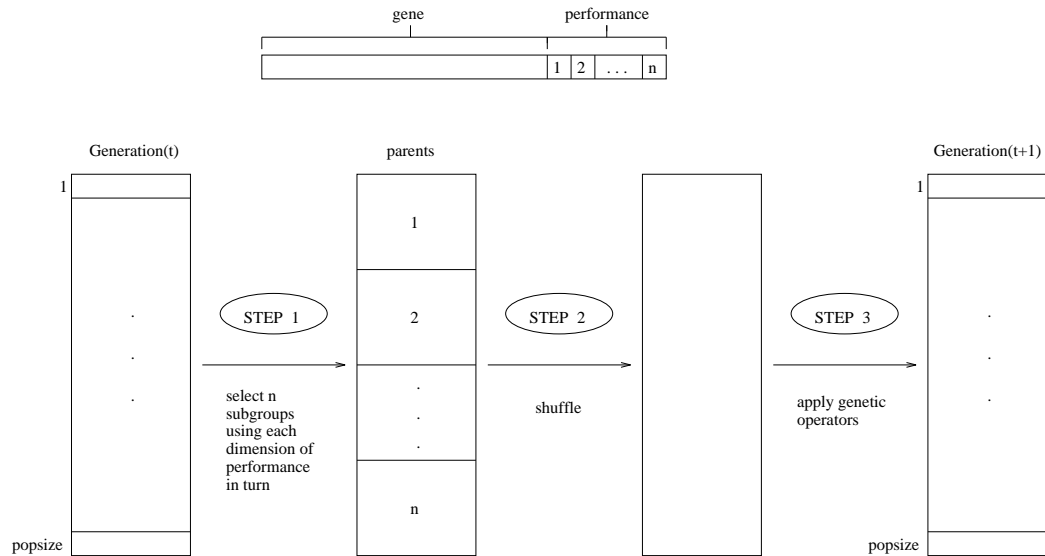 gene performance
1 2 . . . n
Generation(t) parents Generation(t+1)
1 1
1
STEP 1 2 STEP 2 STEP 3
select n
subgroups
using each
dimension of
performance
in turn
shuffle
apply genetic
operators
n
popsize popsize